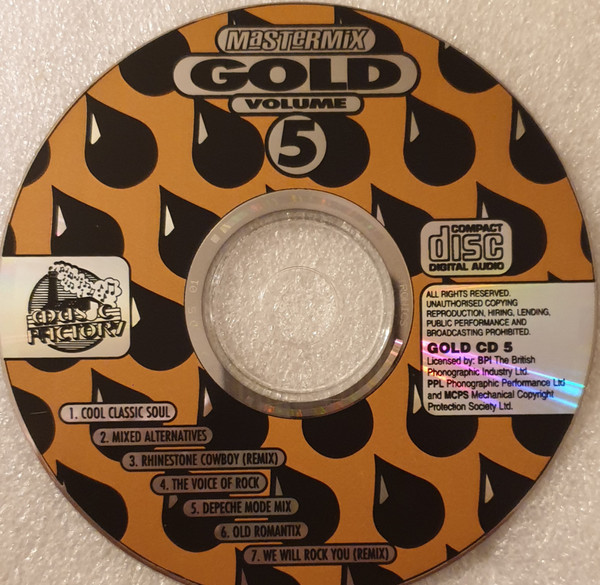 MaSTeRMiX
GOLD
VOLUME
5
COMPACT
disc
DIGITAL AUDIO
MUSIC
FACTORY
ALL RIGHTS RESERVED.
UNAUTHORISED COPYING
REPRODUCTION, HIRING, LENDING,
PUBLIC PERFORMANCE AND
BROADCASTING PROHIBITED.
GOLD CD 5
Licensed by: BPI The British
Phonographic Industry Ltd.
PPL Phonographic Performance Ltd
and MCPS Mechanical Copyright
Protection Society Ltd.
1. COOL CLASSIC SOUL
2. MIXED ALTERNATIVES
3. RHINESTONE COWBOY (REMIX)
4. THE VOICE OF ROCK
5. DEPECHE MODE MIX
6. OLD ROMANTIX
7. WE WILL ROCK YOU (REMIX)